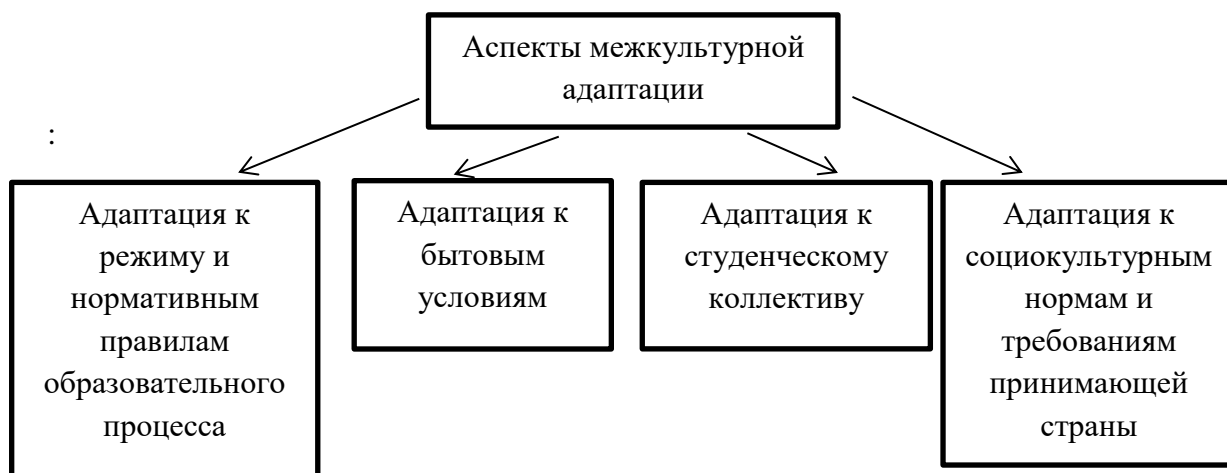 Аспекты межкультурной
адаптации
:
Адаптация к
режиму и
нормативным
правилам
образовательного
процесса
Адаптация к
бытовым
условиям
Адаптация к
студенческому
коллективу
Адаптация к
социокультурным
нормам и
требованиям
принимающей
страны